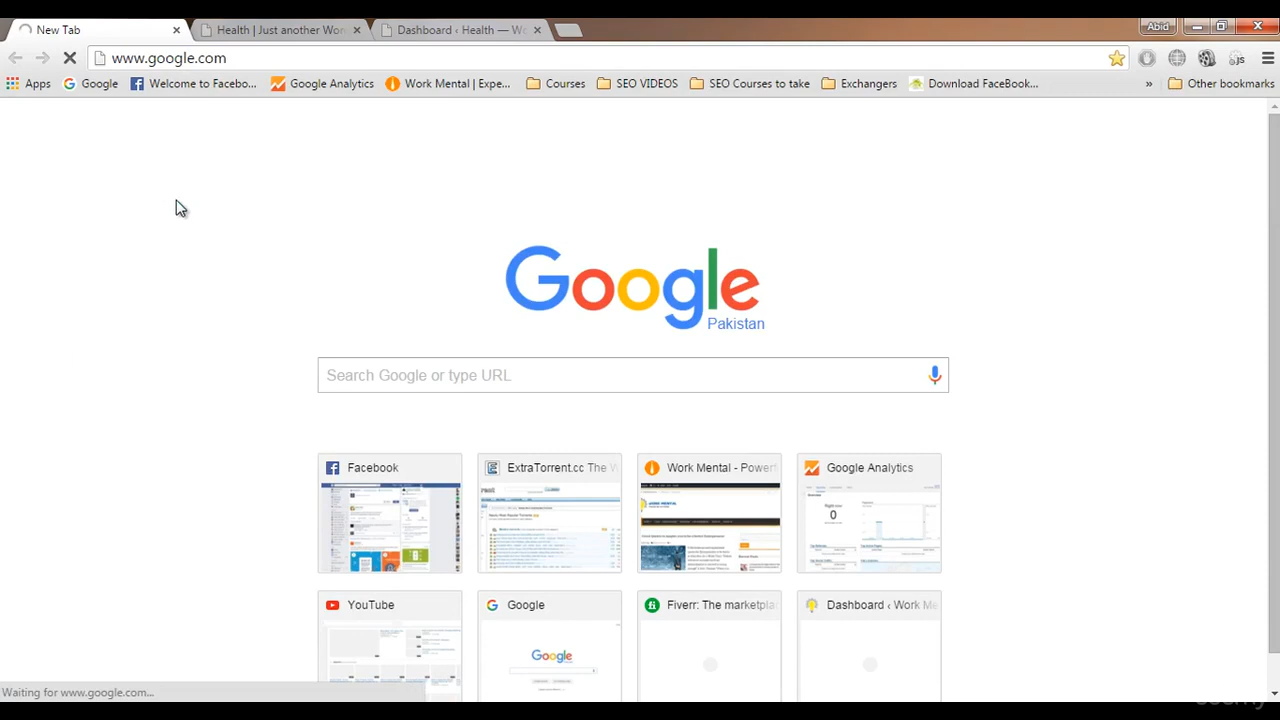 New Tab
Health | Just another Wor
Dashboard ‹ Health — Wo
Abid
www.google.com
Apps
Google
Welcome to Facebo...
Google Analytics
Work Mental | Expe...
Courses
SEO VIDEOS
SEO Courses to take
Exchangers
Download FaceBook...
»
Other bookmarks
Google
Pakistan
Search Google or type URL
Facebook
ExtraTorrent.cc The W
Work Mental - Powerf
Google Analytics
YouTube
Google
Fiverr: The marketpla
Dashboard ‹ Work Me
Waiting for www.google.com...